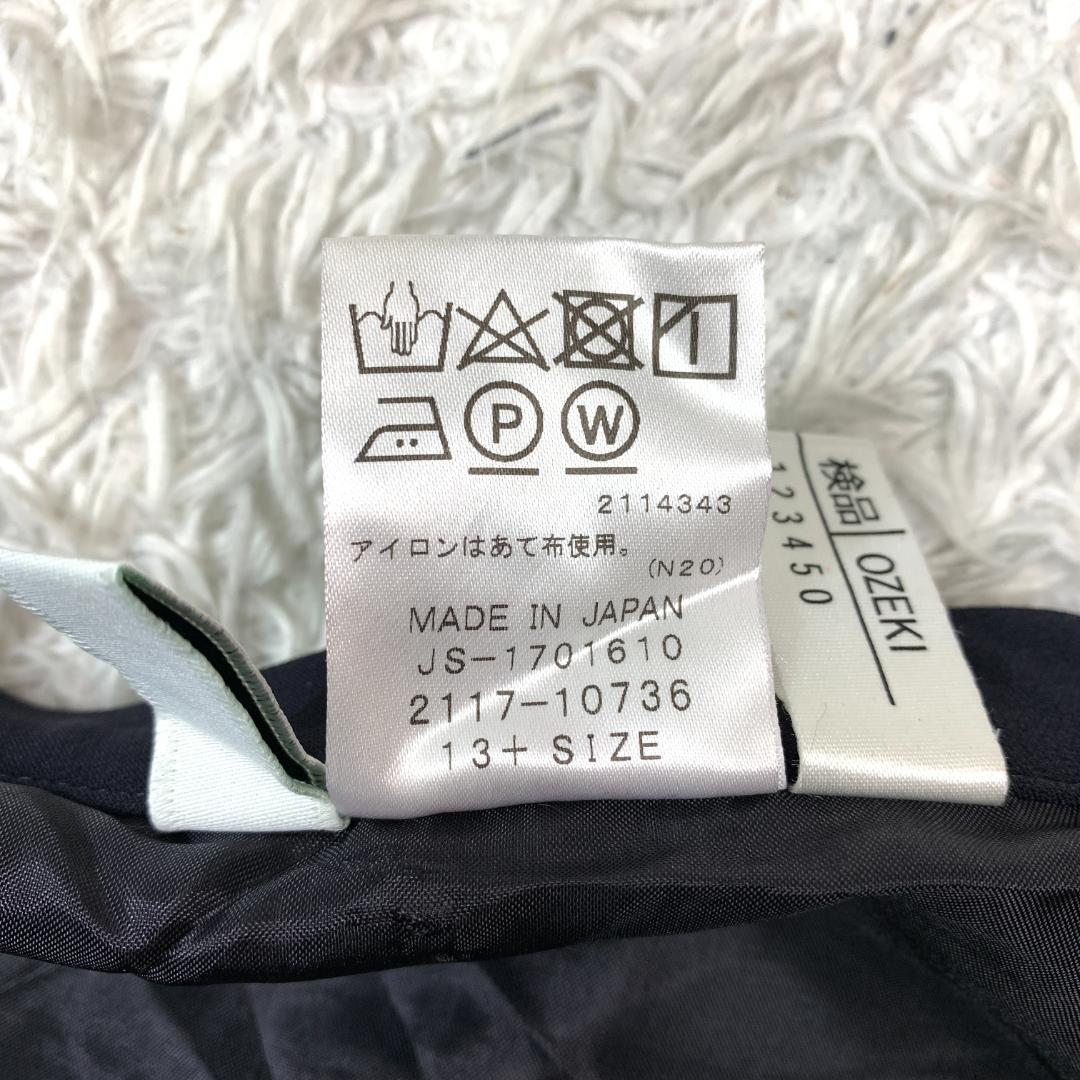 P W
2114343
アイロンはあて布使用。
(N20)
MADE IN JAPAN
JS-1701610
2117-10736
13+ SIZE
検品 OZEKI
123450